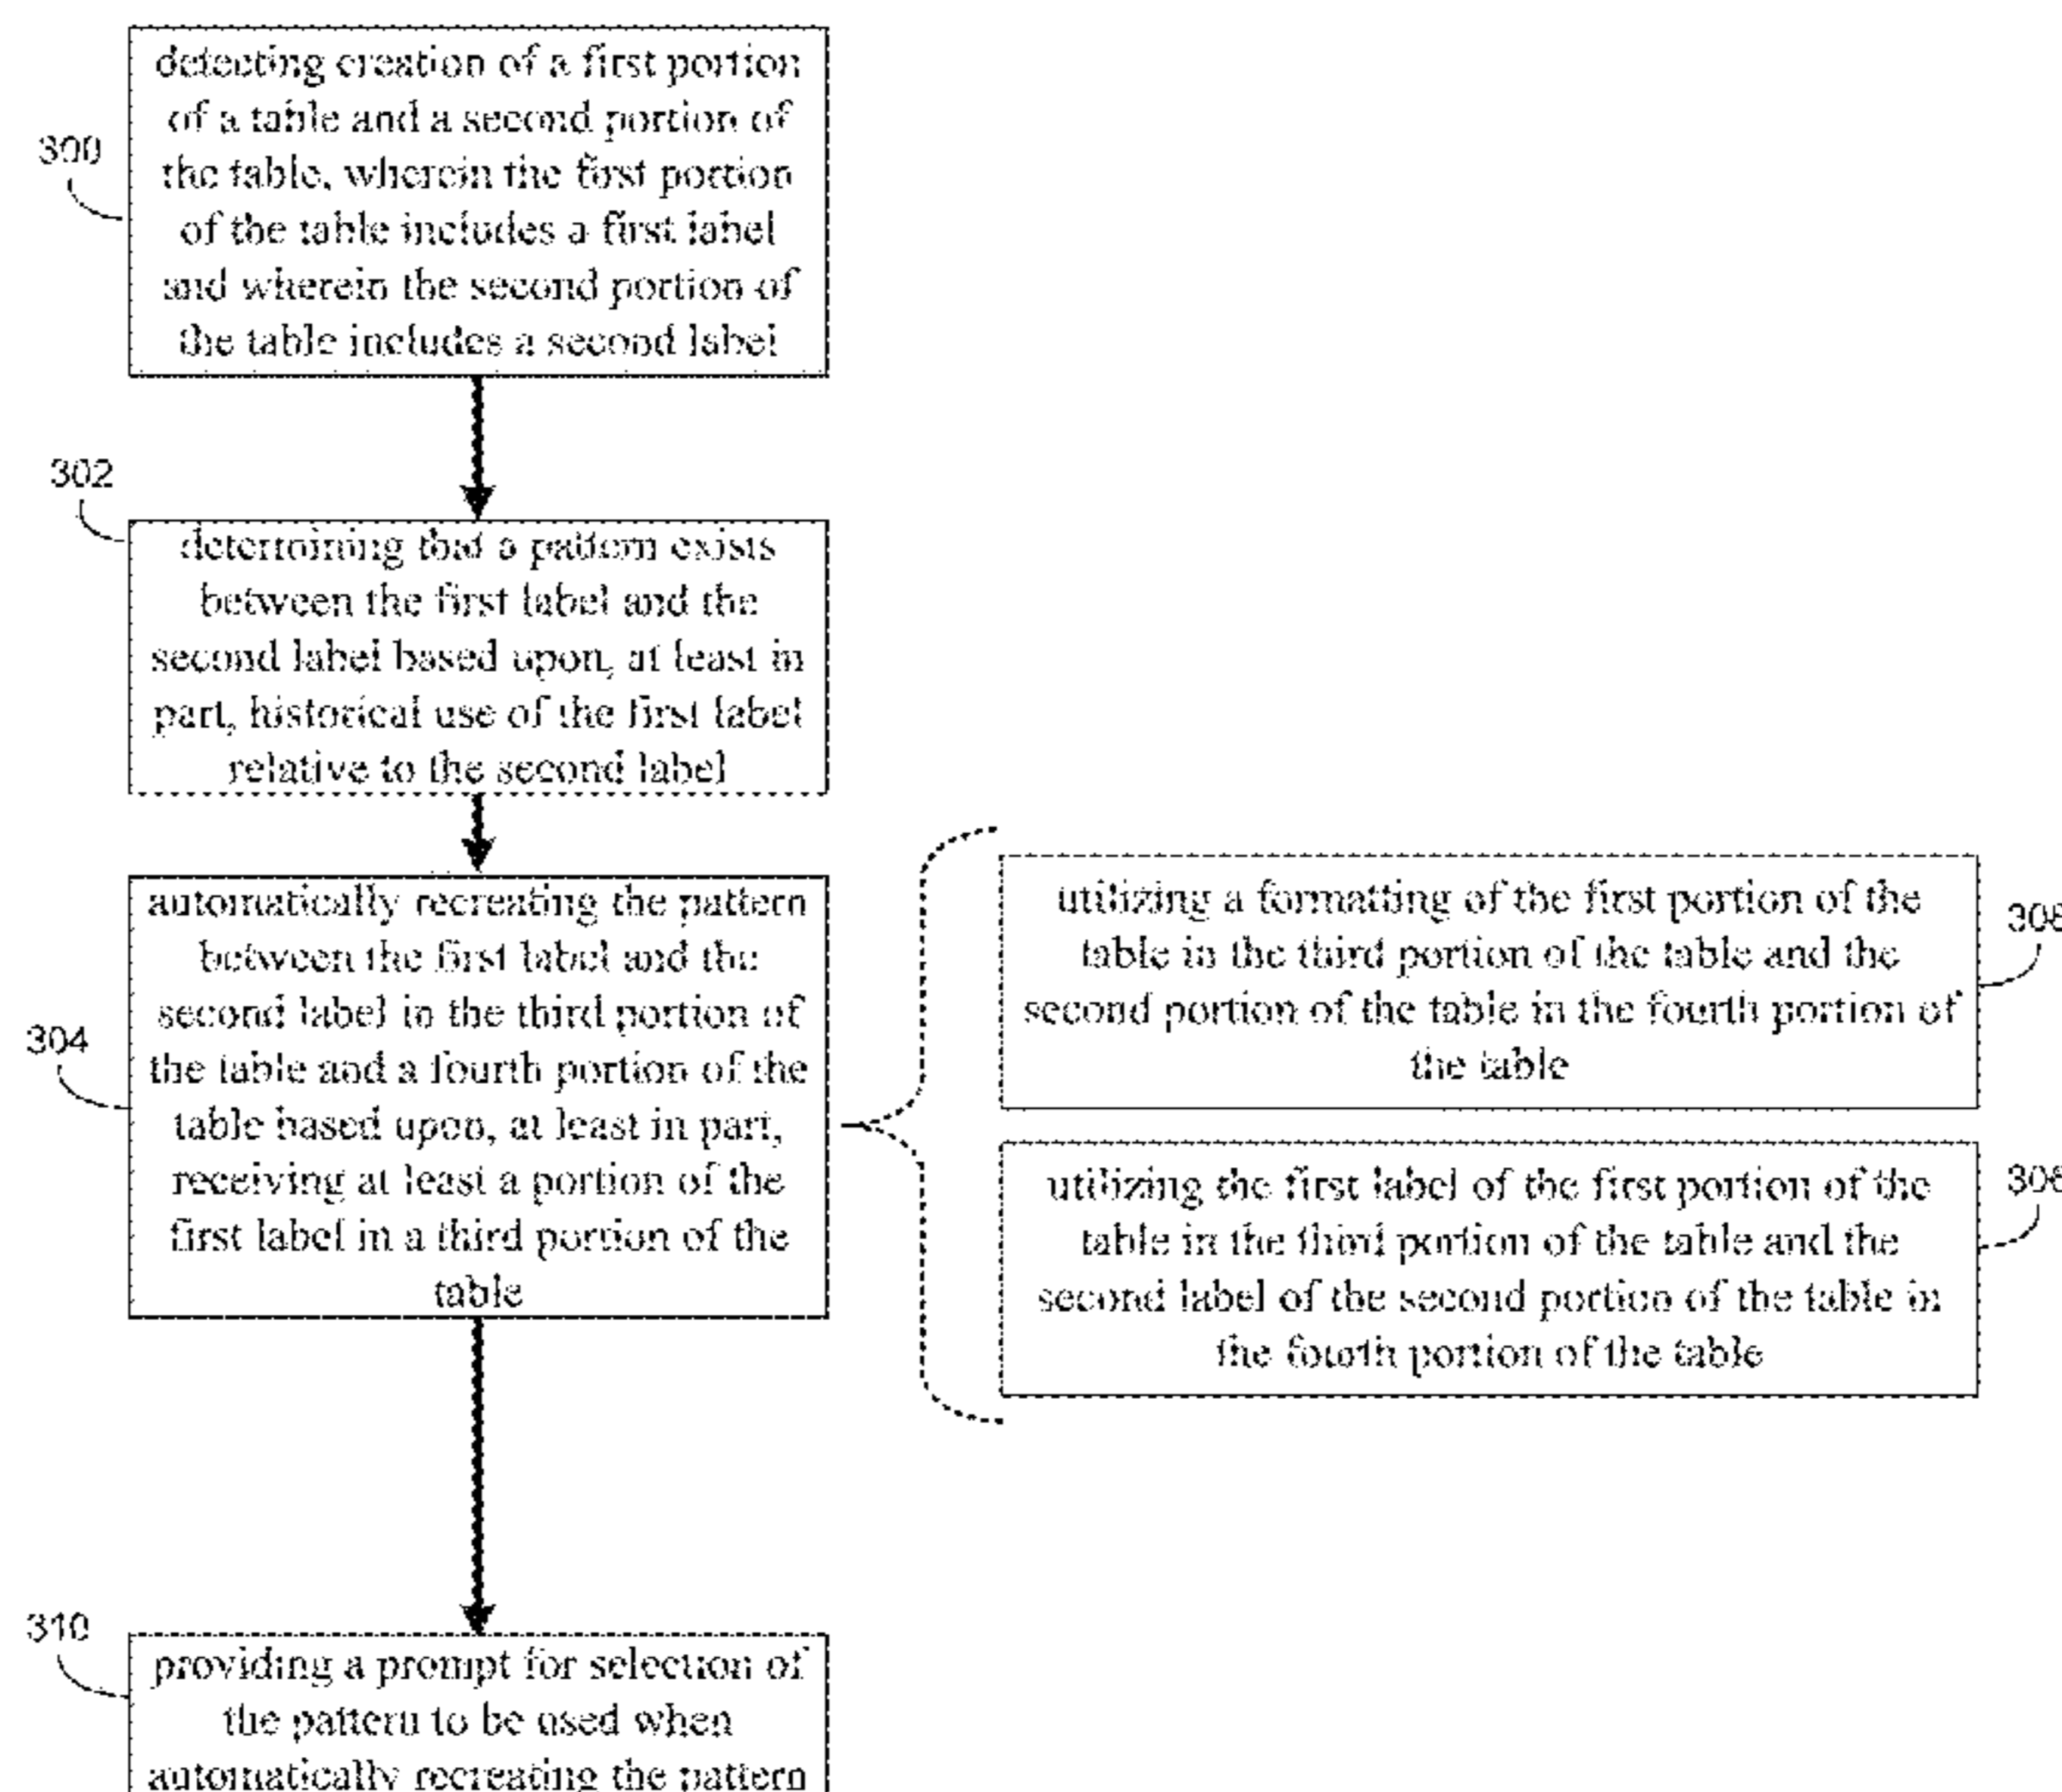 300
detecting creation of a first portion
of a table and a second portion of
the table, wherein the first portion
of the table includes a first label
and wherein the second portion of
the table includes a second label
302
determining that a pattern exists
between the first label and the
second label based upon, at least in
part, historical use of the first label
relative to the second label
304
automatically recreating the pattern
between the first label and the
second label in the third portion of
the table and a fourth portion of the
table based upon, at least in part,
receiving at least a portion of the
first label in a third portion of the
table
utilizing a formatting of the first portion of the
table in the third portion of the table and the
second portion of the table in the fourth portion of
the table
utilizing the first label of the first portion of the
table in the third portion of the table and the
second label of the second portion of the table in
the fourth portion of the table
310
providing a prompt for selection of
the pattern to be used when
automatically recreating the pattern